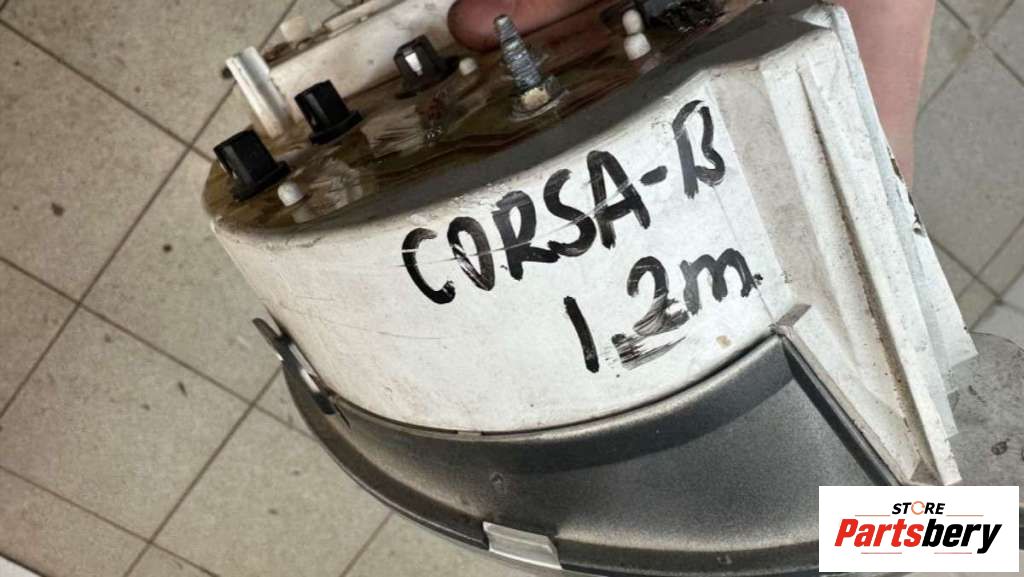 CORSA-B
1.2m.
STORE
Partsbery